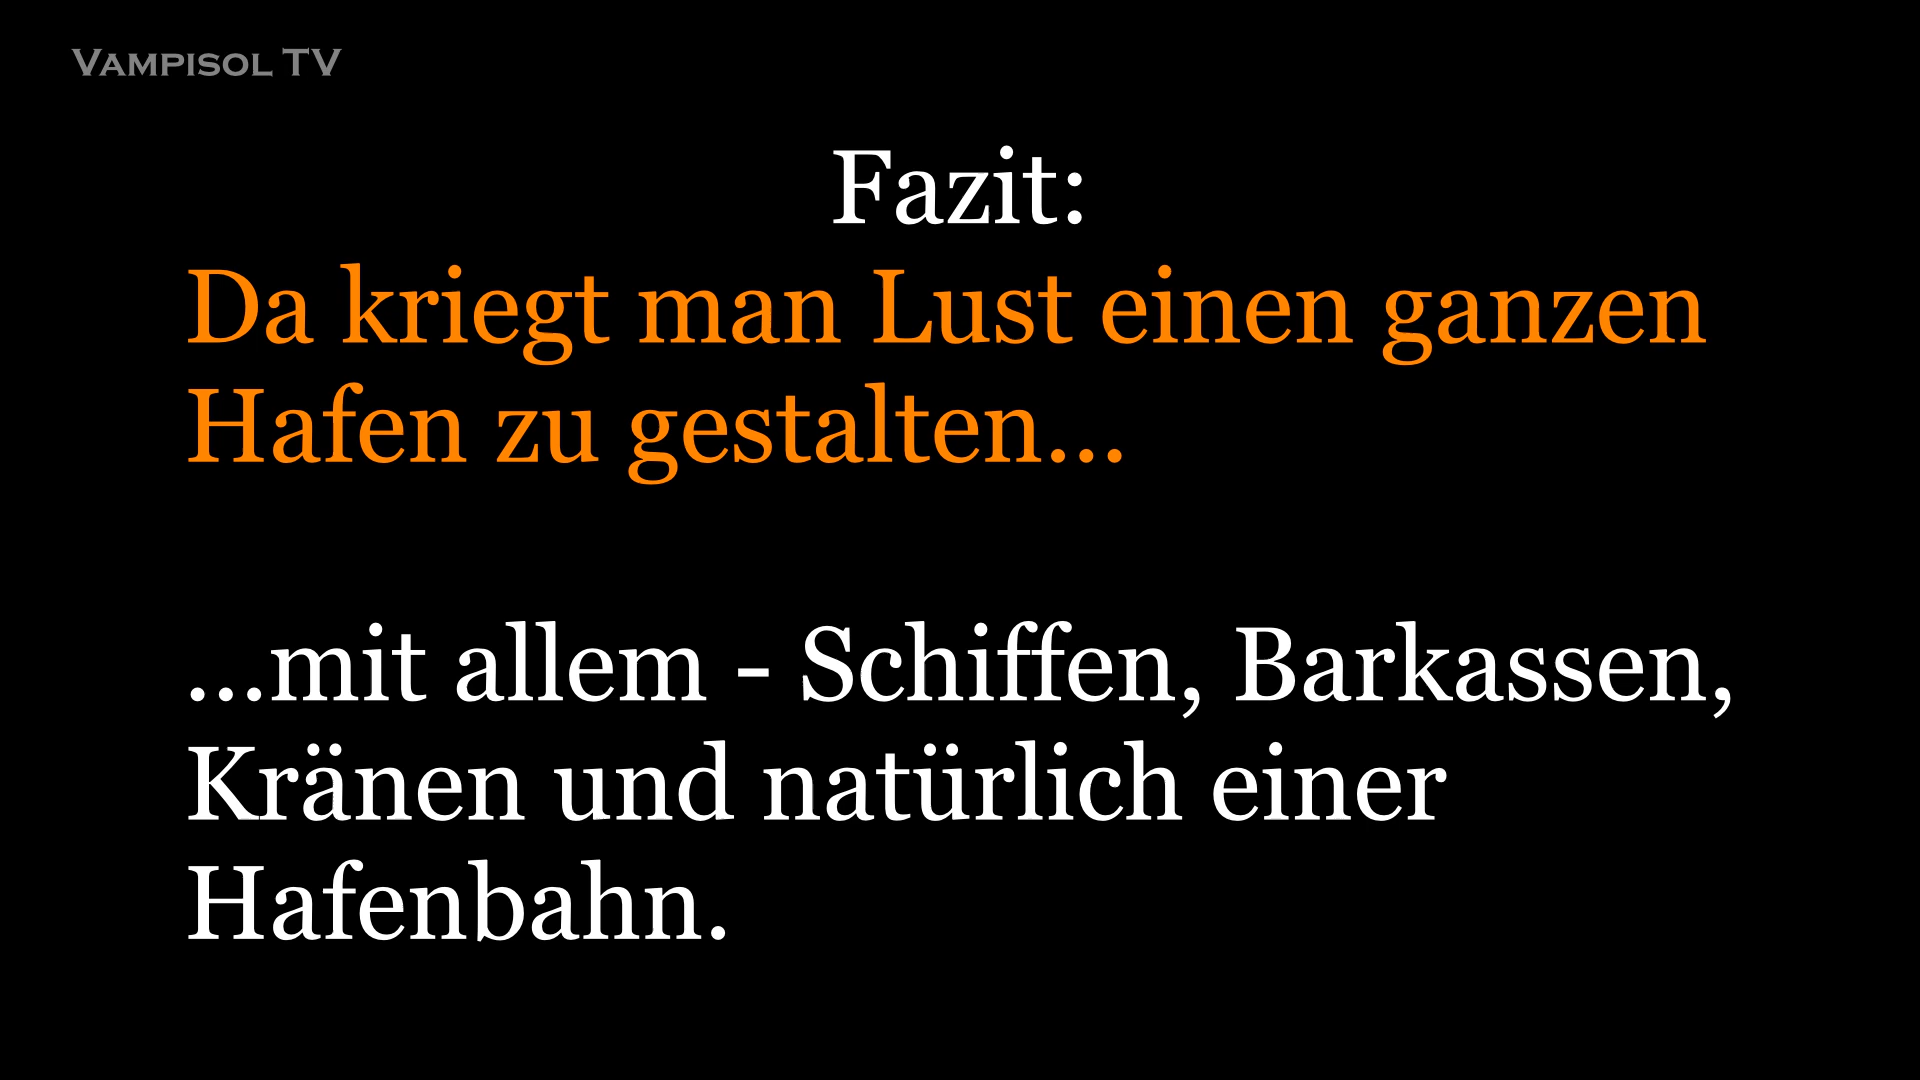 Vampisol TV
Fazit:
Da kriegt man Lust einen ganzen
Hafen zu gestalten...
...mit allem - Schiffen, Barkassen,
Kränen und natürlich einer
Hafenbahn.